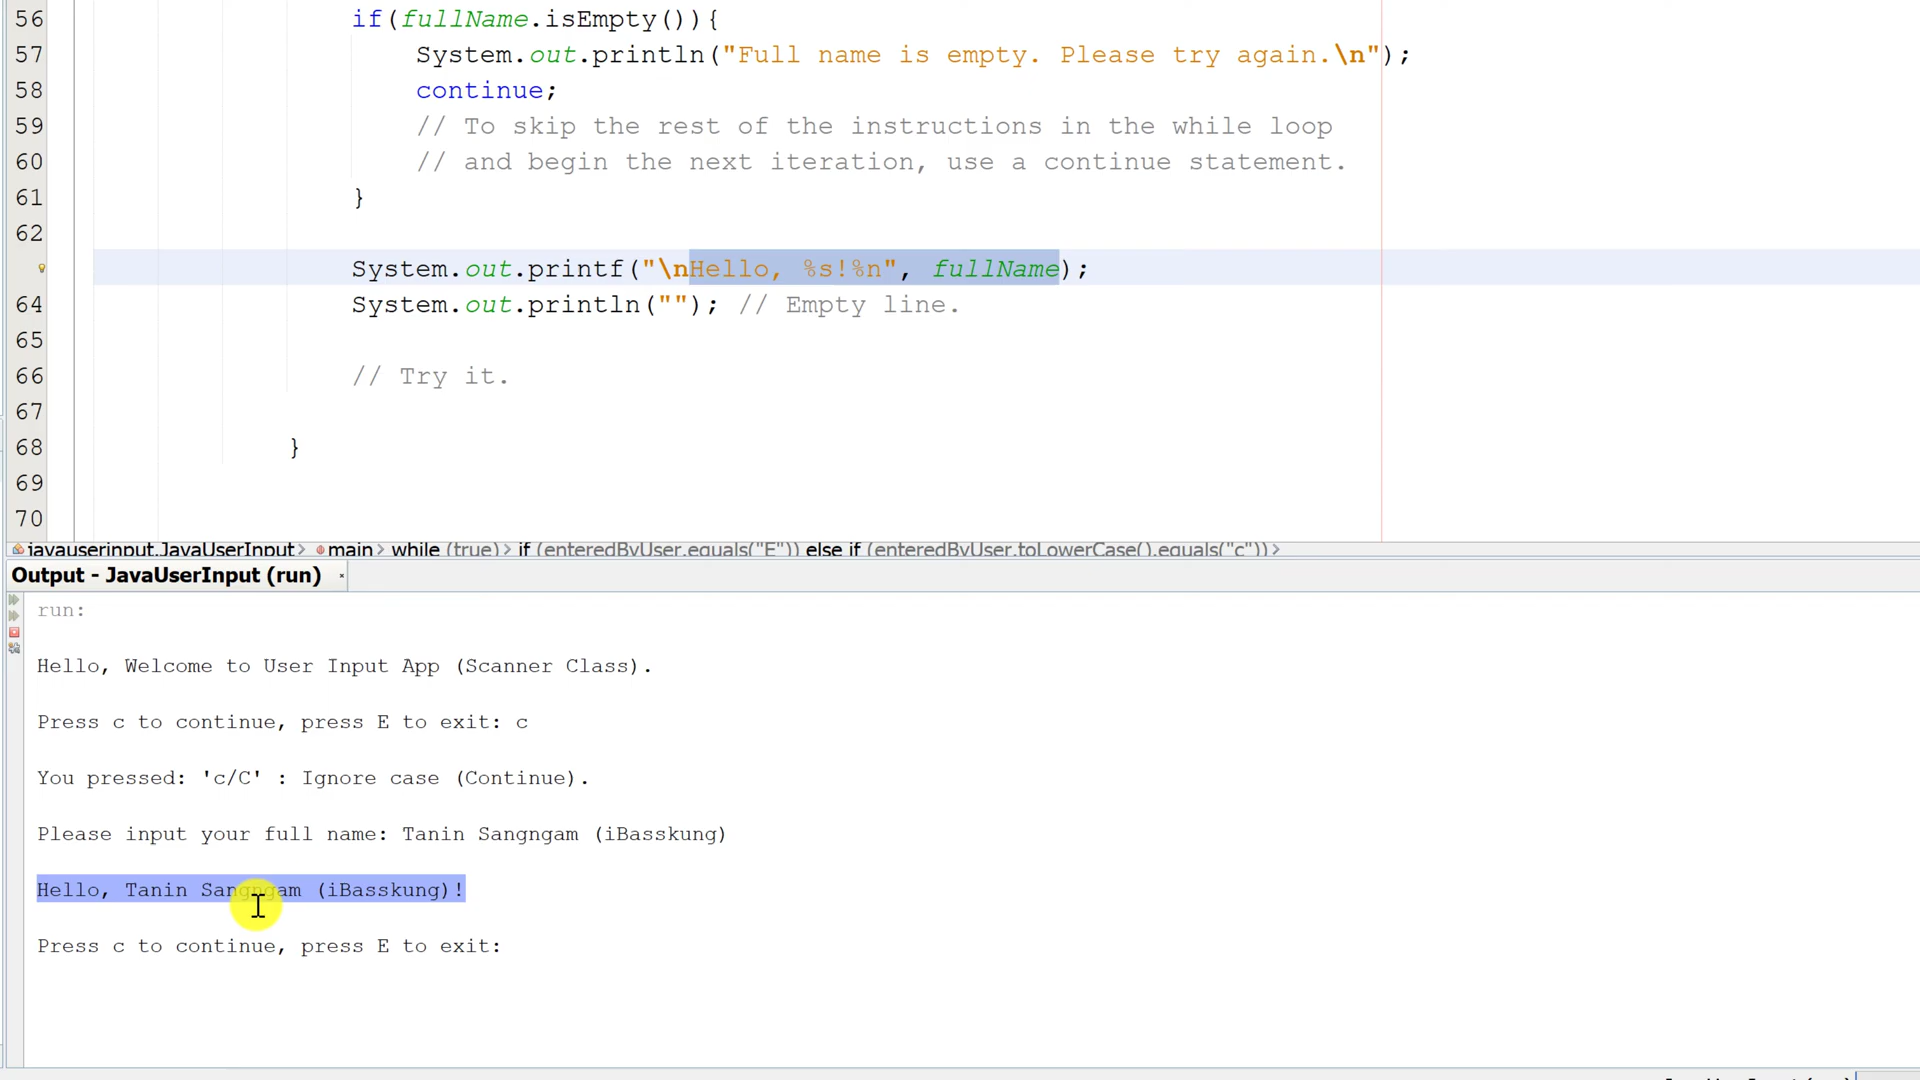 56 if(fullName.isEmpty()){
57 System.out.println("Full name is empty. Please try again.\n");
58 continue;
59 // To skip the rest of the instructions in the while loop
60 // and begin the next iteration, use a continue statement.
61 }
62
System.out.printf("\nHello, %s!%n", fullName);
64 System.out.println(""); // Empty line.
65
66 // Try it.
67
68 }
69
70
javauserinput.JavaUserInput > main > while (true) > if (enteredByUser.equals("E")) else if (enteredByUser.toLowerCase().equals("c")) >
Output - JavaUserInput (run) ×
run:
Hello, Welcome to User Input App (Scanner Class).
Press c to continue, press E to exit: c
You pressed: 'c/C' : Ignore case (Continue).
Please input your full name: Tanin Sangngam (iBasskung)
Hello, Tanin Sangngam (iBasskung)!
Press c to continue, press E to exit: